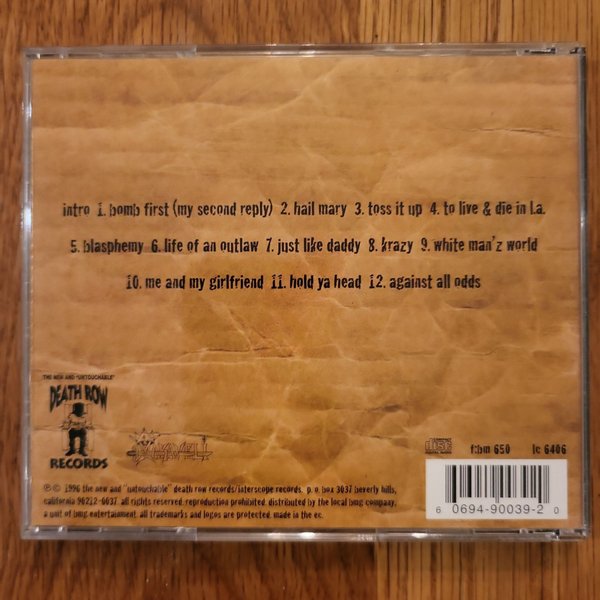 intro 1. bomb first (my second reply) 2. hail mary 3. toss it up 4. to live & die in l.a.
5. blasphemy 6. life of an outlaw 7. just like daddy 8. krazy 9. white man'z world
10. me and my girlfriend 11. hold ya head 12. against all odds
THE NEW AND "UNTOUCHABLE"
DEATH ROW
RECORDS
MAKAVELI
f:bm 650 lc 6406
℗© 1996 the new and "untouchable" death row records/interscope records. p. o. box 3037 beverly hills,
california 90212-0037. all rights reserved. reproduction prohibited. distributed by the local bmg company,
a unit of bmg entertainment. all trademarks and logos are protected. made in the ec.
6 0694-90039-2 0